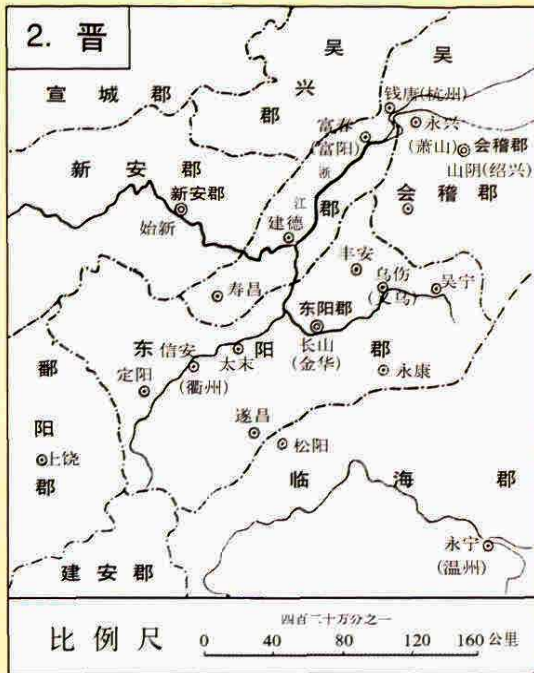 2. 晋
吴
吴
宣城郡
兴
郡
钱唐(杭州)
永兴
(萧山)
会稽郡
富春
(富阳)
山阴(绍兴)
新安郡
浙
新安郡
会稽郡
江
郡
始新
建德
丰安
乌伤
吴宁
寿昌
东阳郡
长山
(金华)
东阳郡
信安
太末
(衢州)
定阳
永康
鄱
阳
郡
上饶
遂昌
松阳
临海郡
永宁
(温州)
建安郡
比例尺
四百二十万分之一
0 40 80 120 160 公里